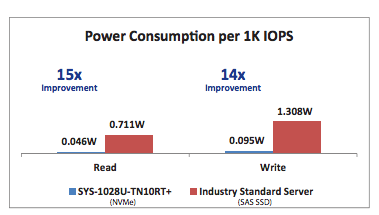 Power Consumption per 1K IOPS
15x
Improvement
14x
Improvement
0.046W
0.711W
0.095W
1.308W
Read
Write
SYS-1028U-TN10RT+
(NVMe)
Industry Standard Server
(SAS SSD)